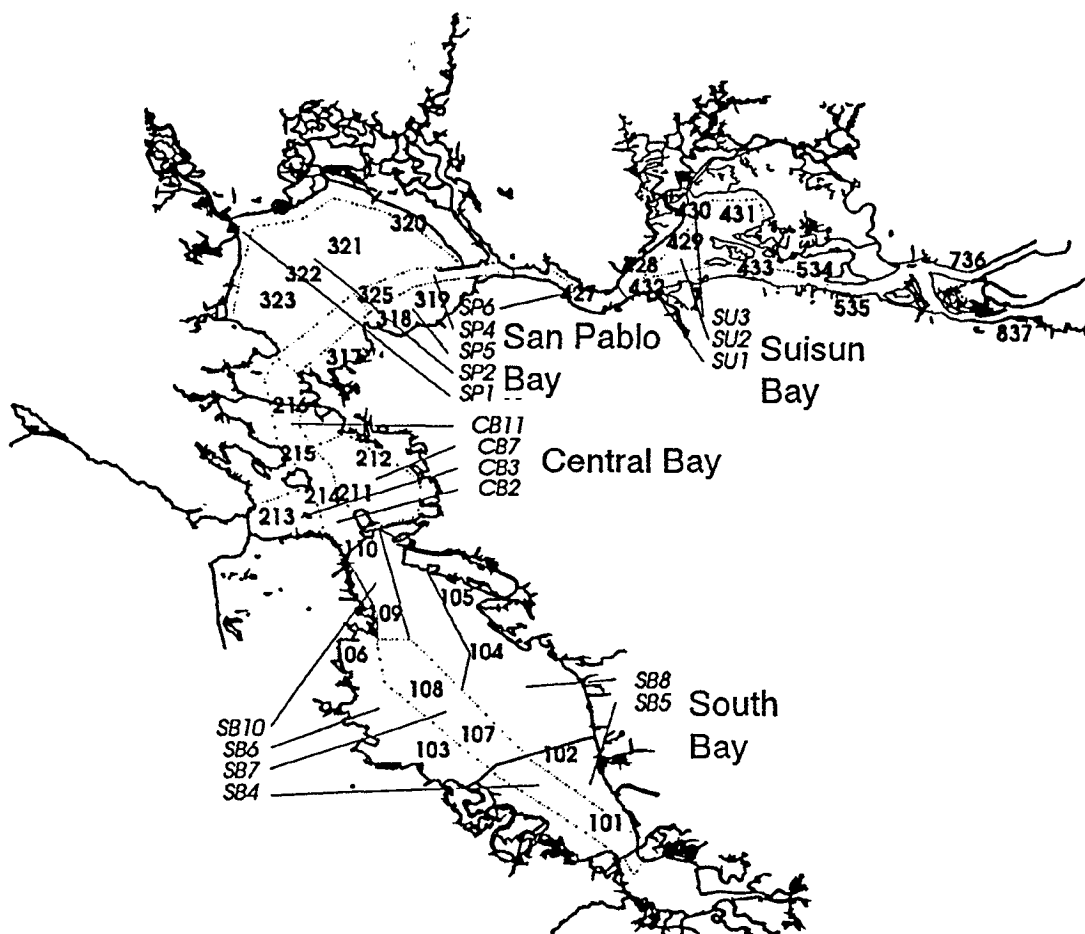 320
321
322
323
325
319
318
317
SP6
SP4
SP5
SP2
SP1
San Pablo
Bay
427
428
432
429
430
431
433
534
535
736
837
SU3
SU2
SU1
Suisun
Bay
216
215
212
214
211
213
CB11
CB7
CB3
CB2
Central Bay
110
109
105
104
106
108
107
103
102
101
SB10
SB6
SB7
SB4
SB8
SB5
South
Bay